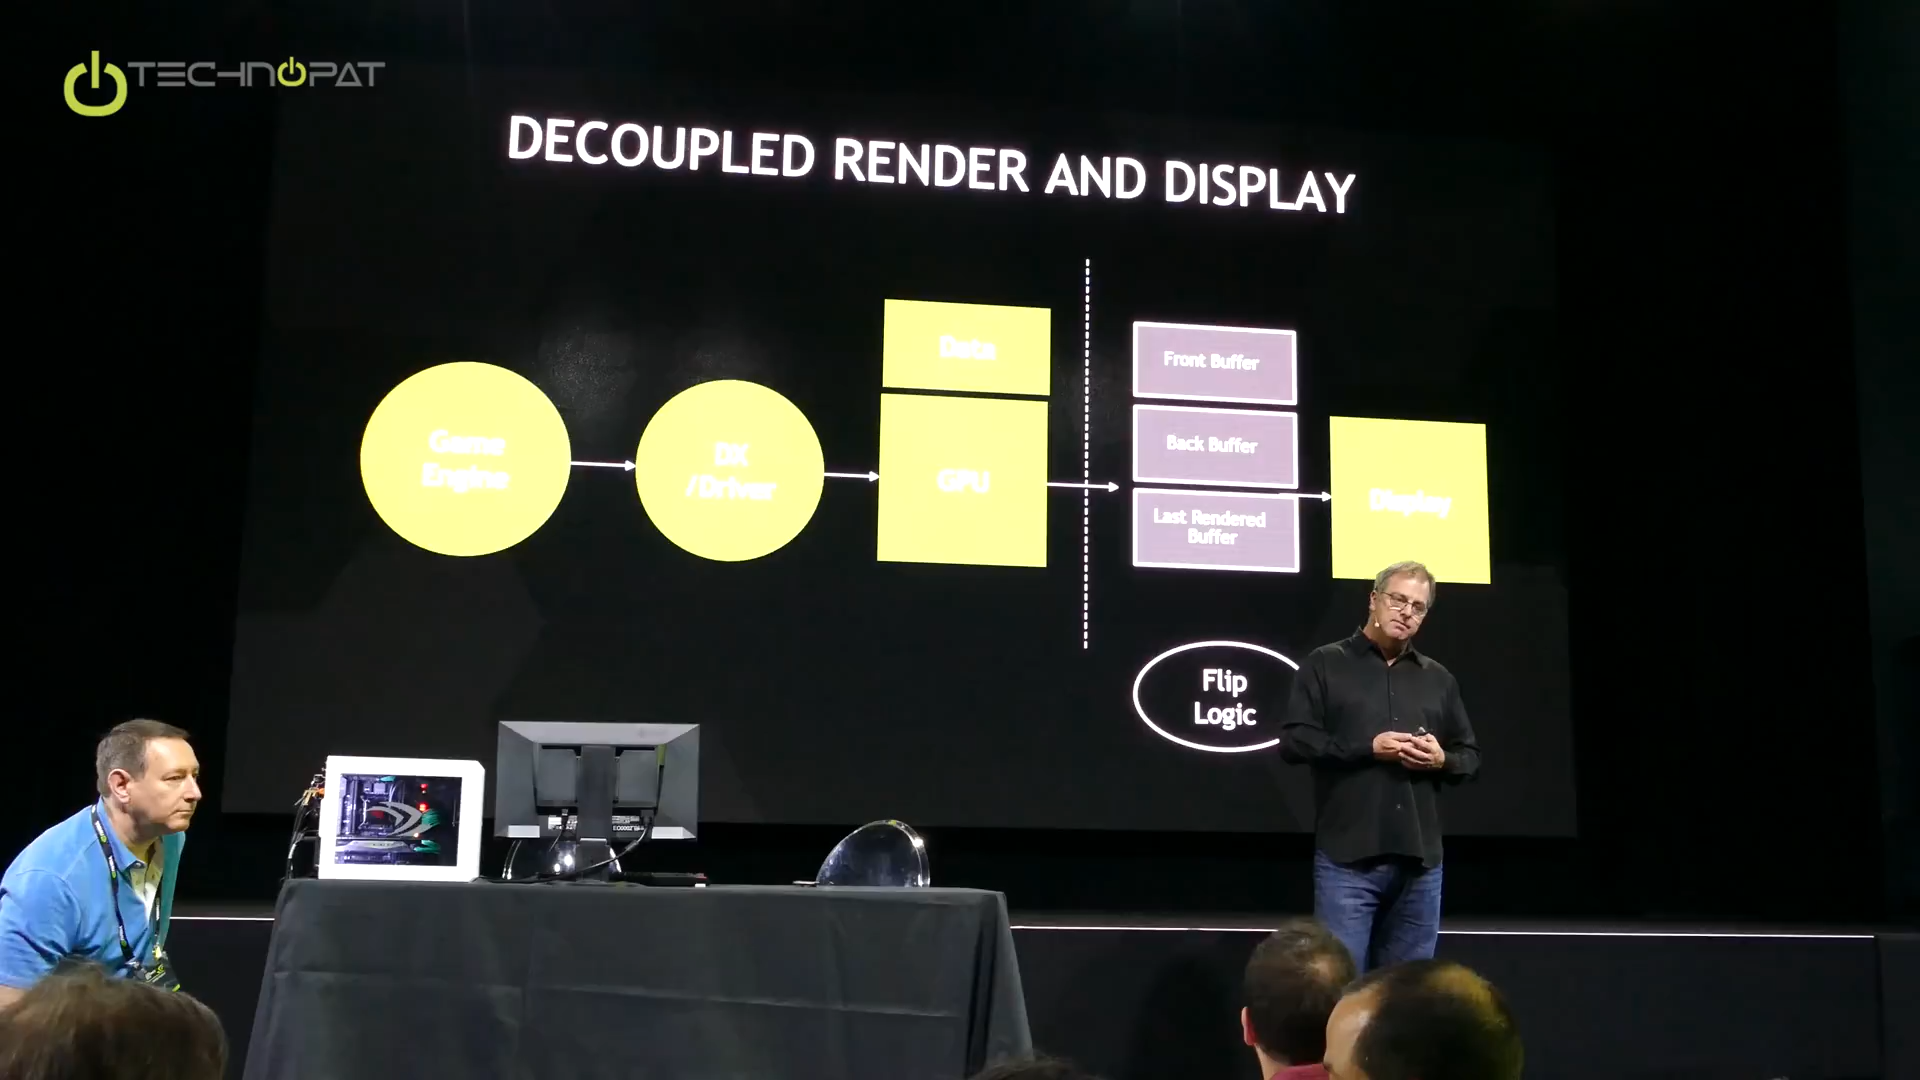 TECHNOPAT
DECOUPLED RENDER AND DISPLAY
Game
Engine
DX
/Driver
Data
GPU
Front Buffer
Back Buffer
Last Rendered
Buffer
Display
Flip
Logic